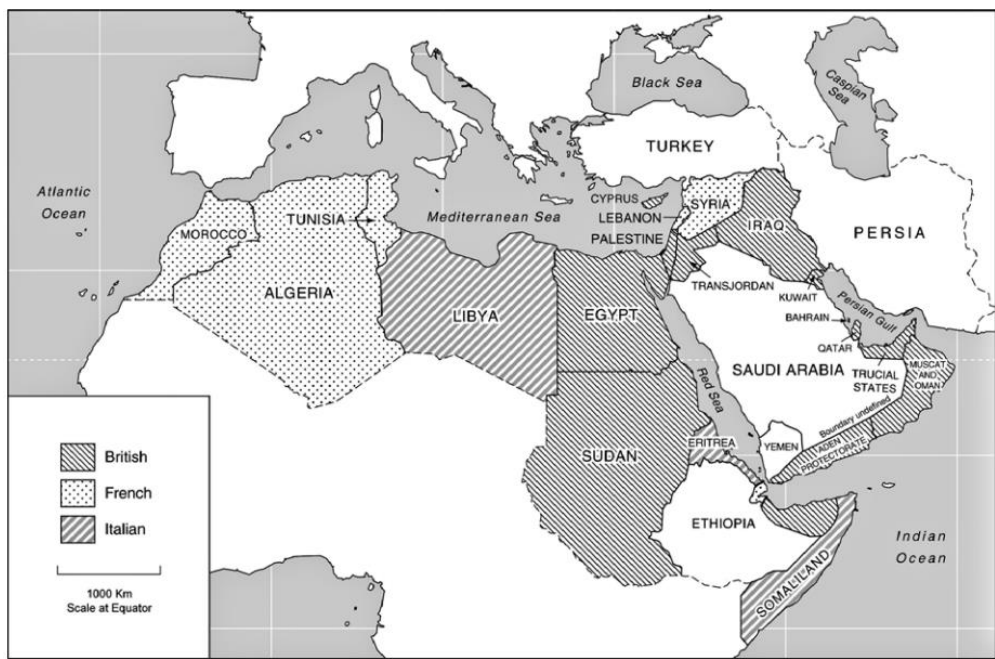 Black Sea
Caspian
Sea
TURKEY
Atlantic
Ocean
CYPRUS
SYRIA
Mediterranean Sea
LEBANON
TUNISIA
MOROCCO
PALESTINE
IRAQ
PERSIA
ALGERIA
TRANSJORDAN
KUWAIT
LIBYA
EGYPT
Persian Gulf
BAHRAIN
QATAR
SAUDI ARABIA
TRUCIAL
STATES
MUSCAT
AND
OMAN
Red Sea
Boundary undefined
ERITREA
YEMEN
ADEN
PROTECTORATE
SUDAN
ETHIOPIA
Indian
Ocean
SOMALILAND
British
French
Italian
1000 Km
Scale at Equator